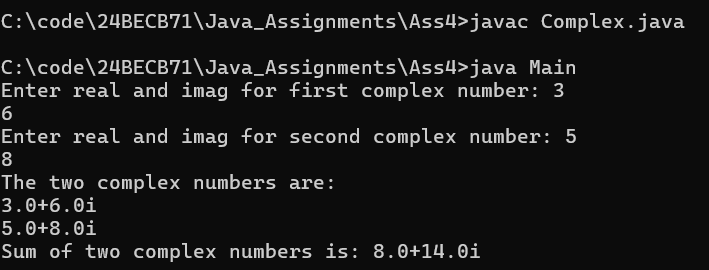 C:\code\24BECB71\Java_Assignments\Ass4>javac Complex.java
C:\code\24BECB71\Java_Assignments\Ass4>java Main
Enter real and imag for first complex number: 3
6
Enter real and imag for second complex number: 5
8
The two complex numbers are:
3.0+6.0i
5.0+8.0i
Sum of two complex numbers is: 8.0+14.0i